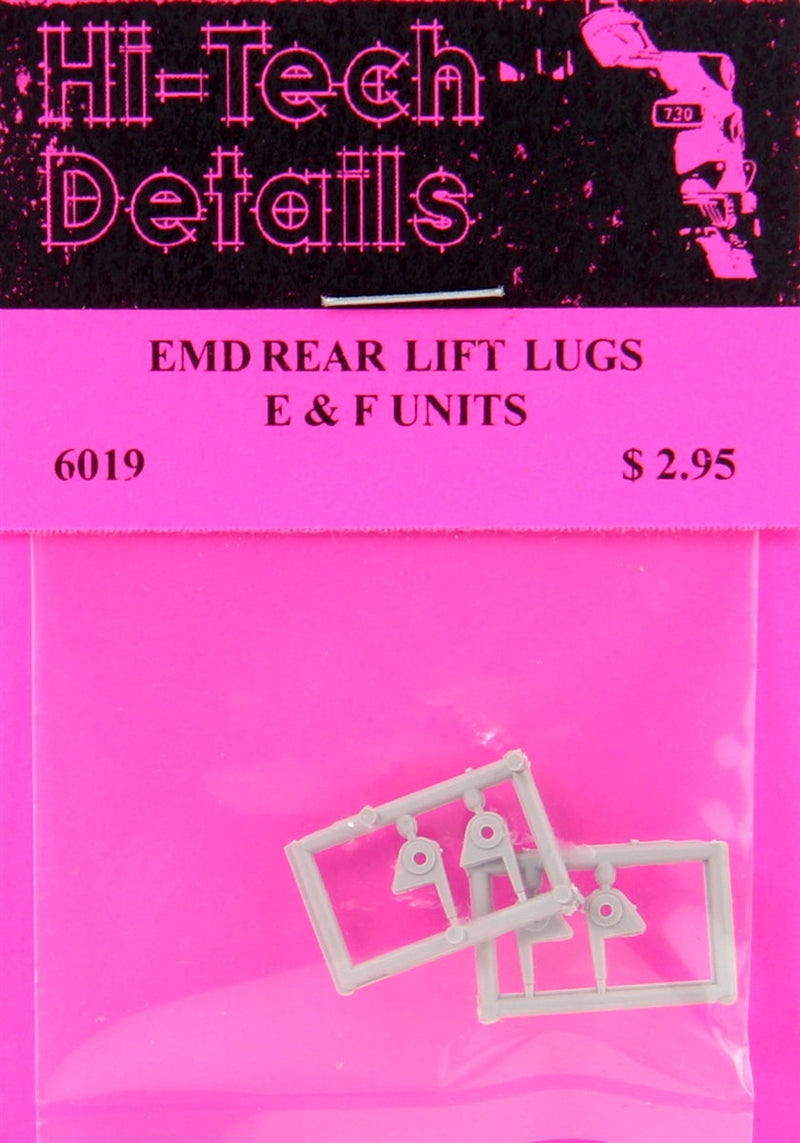 Hi-Tech
Details
730
EMD REAR LIFT LUGS
E & F UNITS
6019 $ 2.95